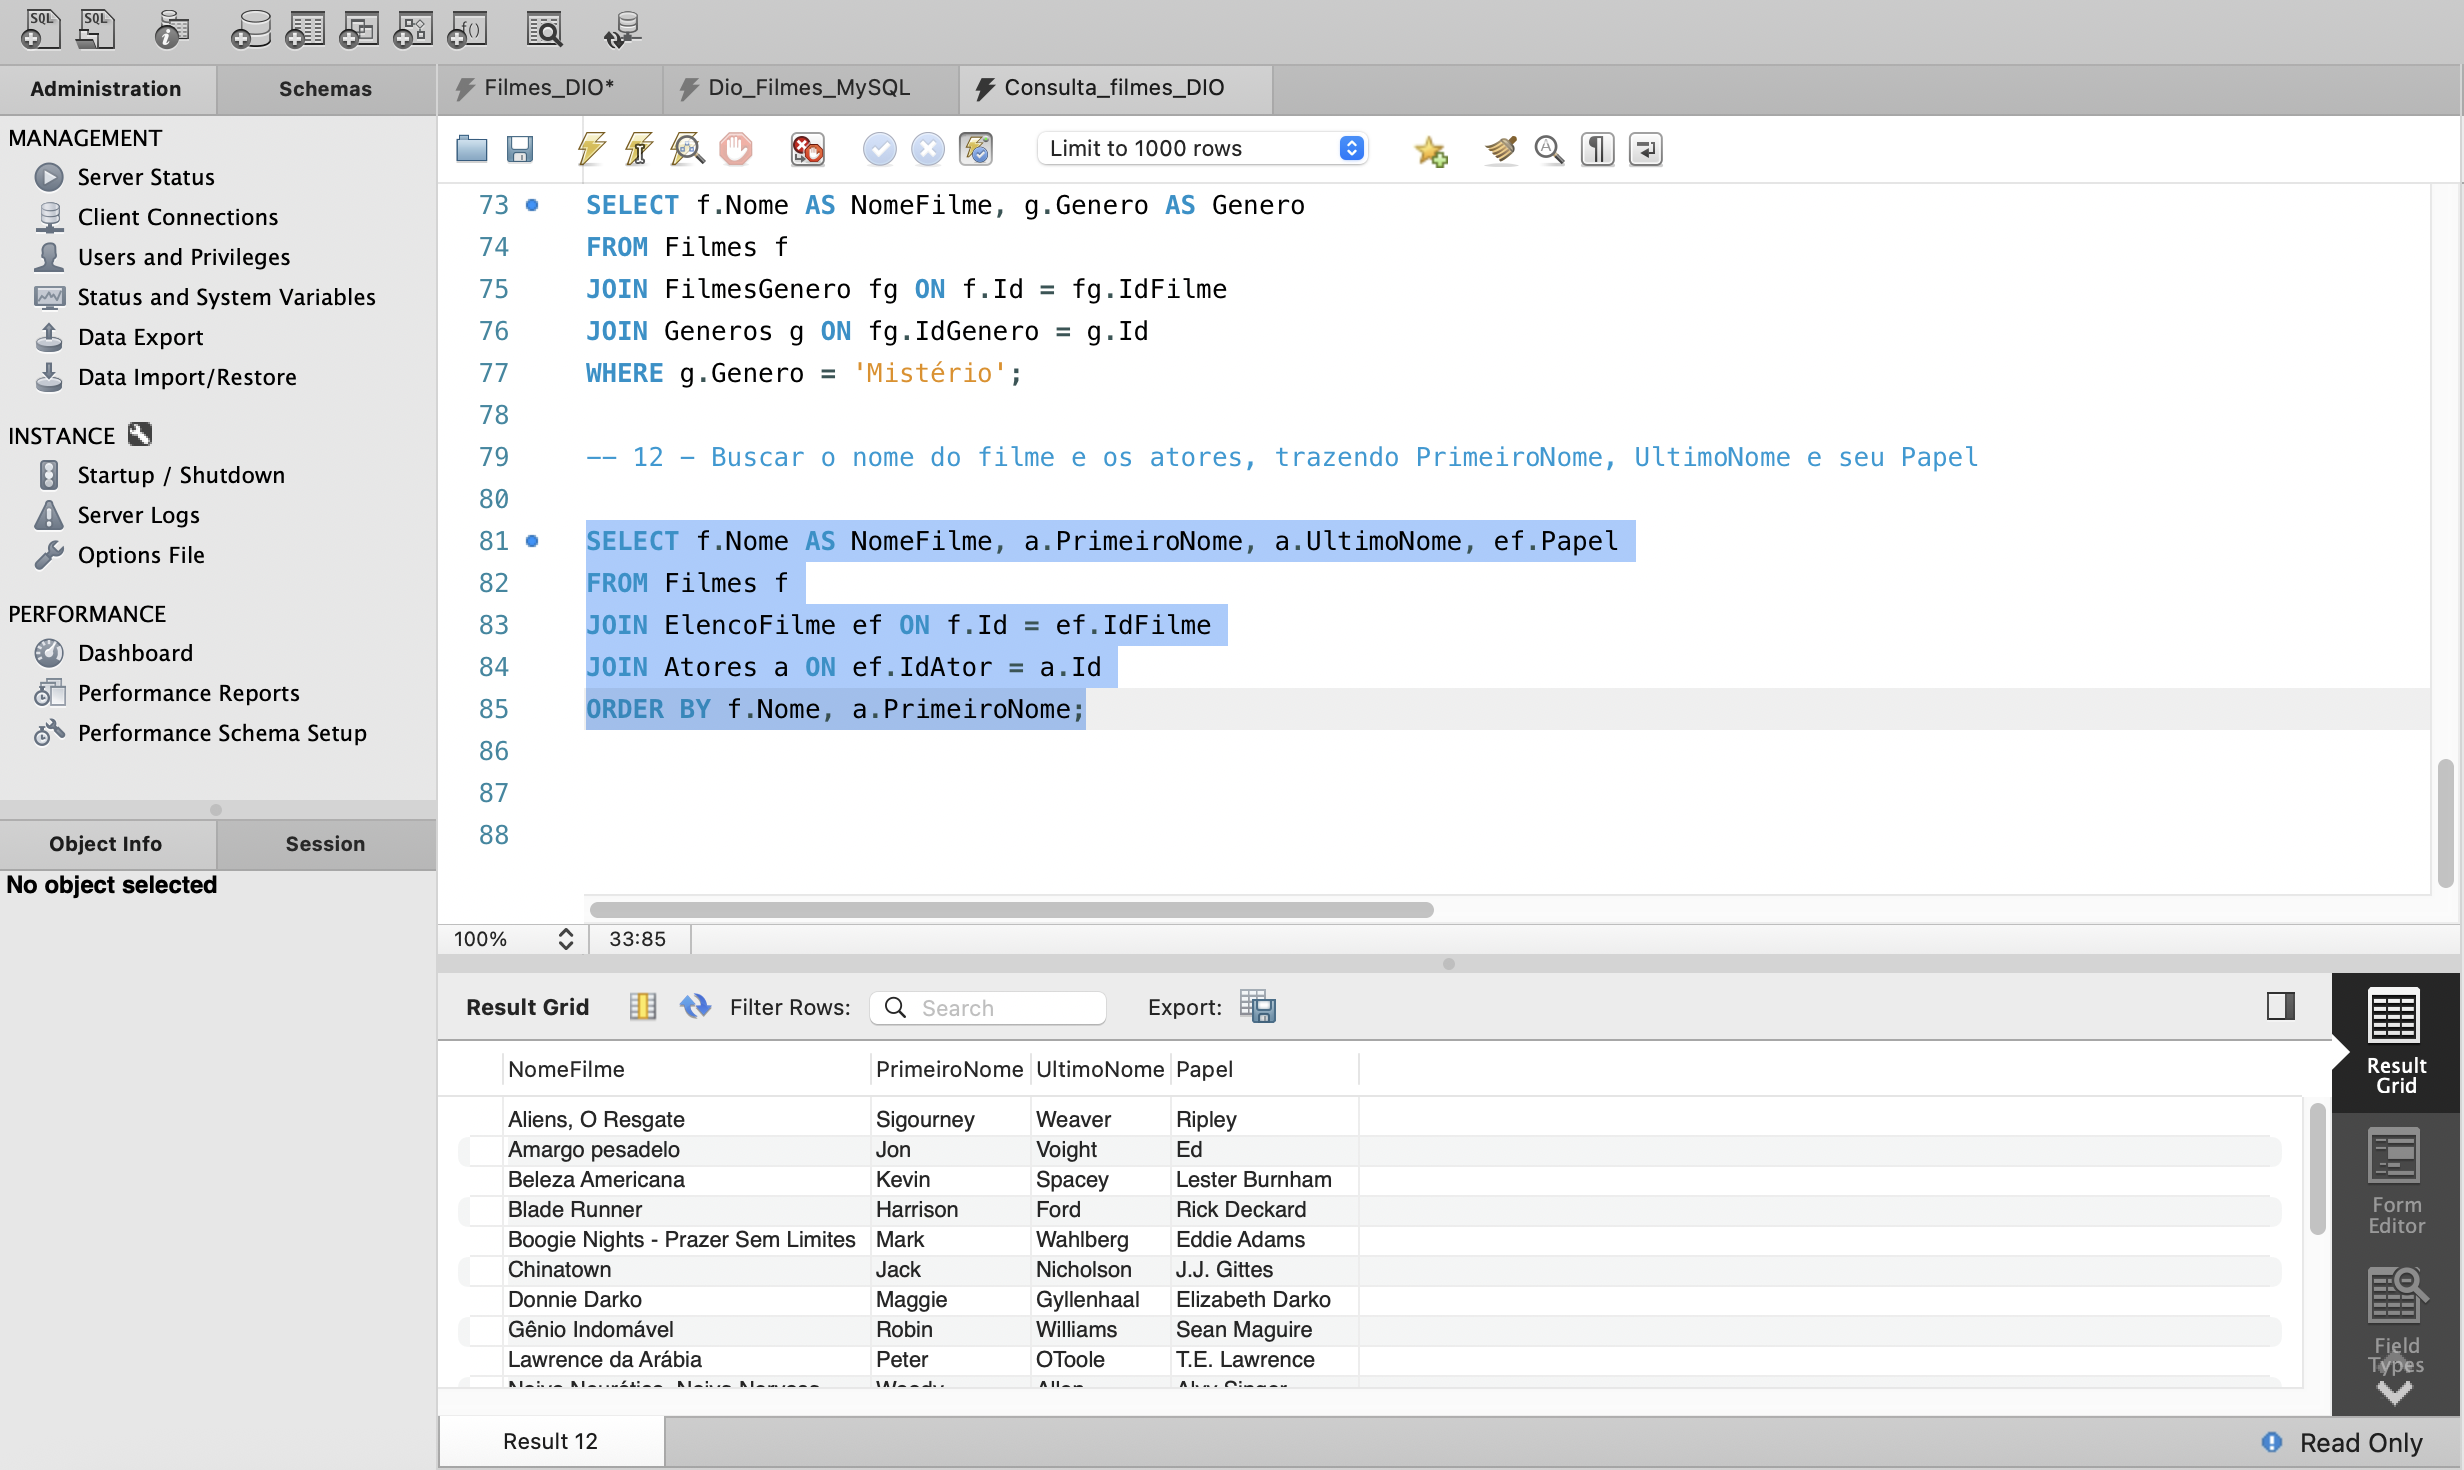 SQL SQL
Administration Schemas
Filmes_DIO* Dio_Filmes_MySQL Consulta_filmes_DIO
MANAGEMENT
Server Status
Client Connections
Users and Privileges
Status and System Variables
Data Export
Data Import/Restore
INSTANCE
Startup / Shutdown
Server Logs
Options File
PERFORMANCE
Dashboard
Performance Reports
Performance Schema Setup
Object Info Session
No object selected
Limit to 1000 rows
73 SELECT f.Nome AS NomeFilme, g.Genero AS Genero
74 FROM Filmes f
75 JOIN FilmesGenero fg ON f.Id = fg.IdFilme
76 JOIN Generos g ON fg.IdGenero = g.Id
77 WHERE g.Genero = 'Mistério';
78
79 -- 12 - Buscar o nome do filme e os atores, trazendo PrimeiroNome, UltimoNome e seu Papel
80
81 SELECT f.Nome AS NomeFilme, a.PrimeiroNome, a.UltimoNome, ef.Papel
82 FROM Filmes f
83 JOIN ElencoFilme ef ON f.Id = ef.IdFilme
84 JOIN Atores a ON ef.IdAtor = a.Id
85 ORDER BY f.Nome, a.PrimeiroNome;
86
87
88
100% 33:85
Result Grid Filter Rows: Search Export:
NomeFilme PrimeiroNome UltimoNome Papel
Aliens, O Resgate Sigourney Weaver Ripley
Amargo pesadelo Jon Voight Ed
Beleza Americana Kevin Spacey Lester Burnham
Blade Runner Harrison Ford Rick Deckard
Boogie Nights - Prazer Sem Limites Mark Wahlberg Eddie Adams
Chinatown Jack Nicholson J.J. Gittes
Donnie Darko Maggie Gyllenhaal Elizabeth Darko
Gênio Indomável Robin Williams Sean Maguire
Lawrence da Arábia Peter OToole T.E. Lawrence
Result
Grid
Form
Editor
Field
Types
Result 12
Read Only